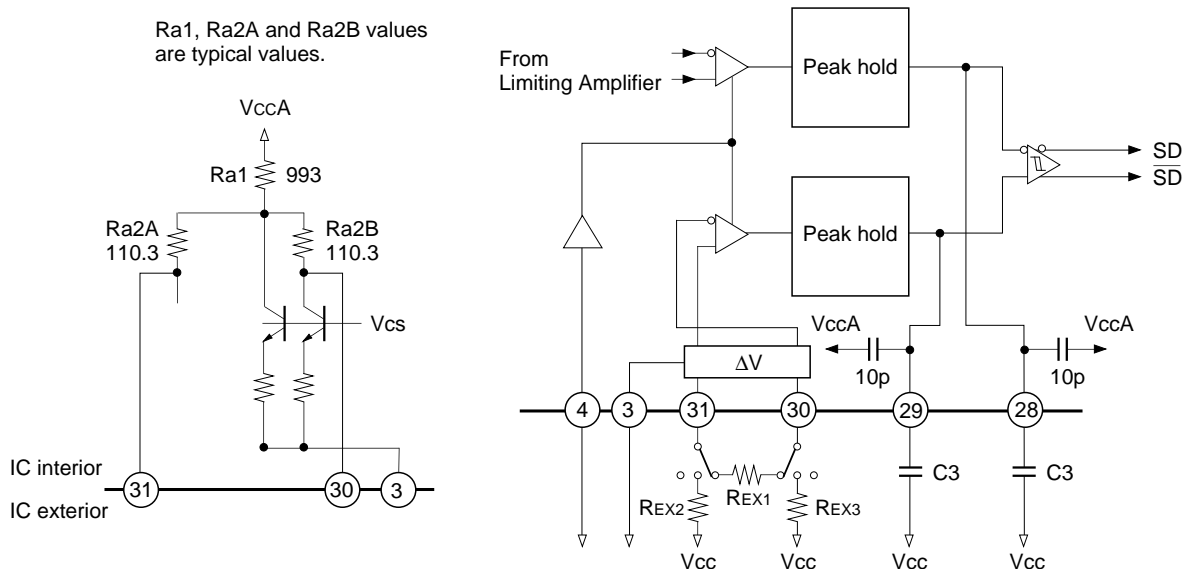 Ra1, Ra2A and Ra2B values
are typical values.
VccA
Ra1 993
Ra2A
110.3
Ra2B
110.3
Vcs
IC interior
IC exterior
31
30
3
From
Limiting Amplifier
Peak hold
Peak hold
SD
SD
VccA
10p
VccA
10p
ΔV
4
3
31
30
29
28
REX1
REX2
REX3
C3
C3
Vcc
Vcc
Vcc
Vcc